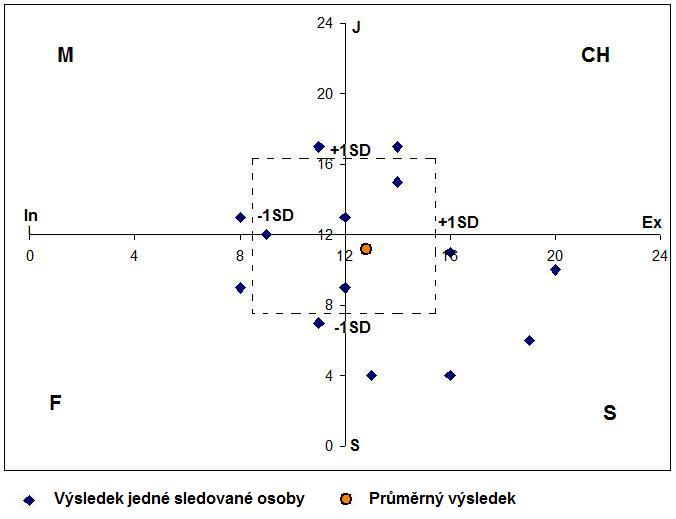 24
J
M
CH
20
+1SD
16
In
-1SD
+1SD
Ex
12
0
4
8
12
16
20
24
8
-1SD
4
F
S
0
S
Výsledek jedné sledované osoby
Průměrný výsledek